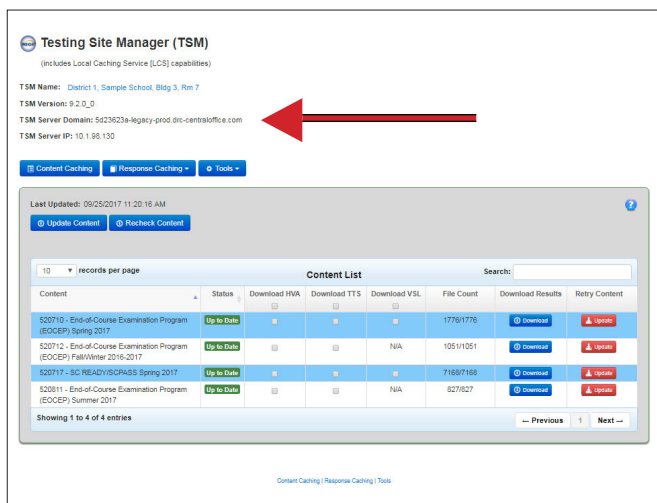 Testing Site Manager (TSM)
(includes Local Caching Service [LCS] capabilities)
TSM Name: District 1, Sample School, Bldg 3, Rm 7
TSM Version: 9.2.0_0
TSM Server Domain: 5d23623a-legacy-prod.drc-centraloffice.com
TSM Server IP: 10.1.98.130
Content Caching Response Caching Tools
Last Updated: 09/25/2017 11:20:16 AM
Update Content Recheck Content
10 records per page Content List Search:
Content Status Download HVA Download TTS Download VSL File Count Download Results Retry Content
520710 - End-of-Course Examination Program (EOCEP) Spring 2017 Up to Date 1776/1776 Download Update
520712 - End-of-Course Examination Program (EOCEP) Fall/Winter 2016-2017 Up to Date N/A 1051/1051 Download Update
520717 - SC READY/SCPASS Spring 2017 Up to Date 7168/7168 Download Update
520811 - End-of-Course Examination Program (EOCEP) Summer 2017 Up to Date N/A 827/827 Download Update
Showing 1 to 4 of 4 entries ← Previous 1 Next →
Content Caching | Response Caching | Tools